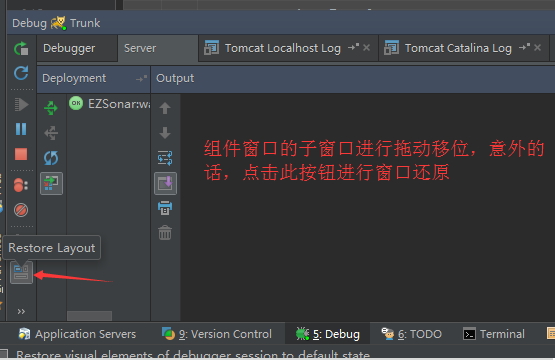 Debug Trunk
Debugger Server Tomcat Localhost Log Tomcat Catalina Log
Deployment Output
OK EZSonar:wa
组件窗口的子窗口进行拖动移位，意外的
话，点击此按钮进行窗口还原
Restore Layout
Application Servers 9: Version Control 5: Debug 6: TODO Terminal
Restore visual elements of debugger session to default state